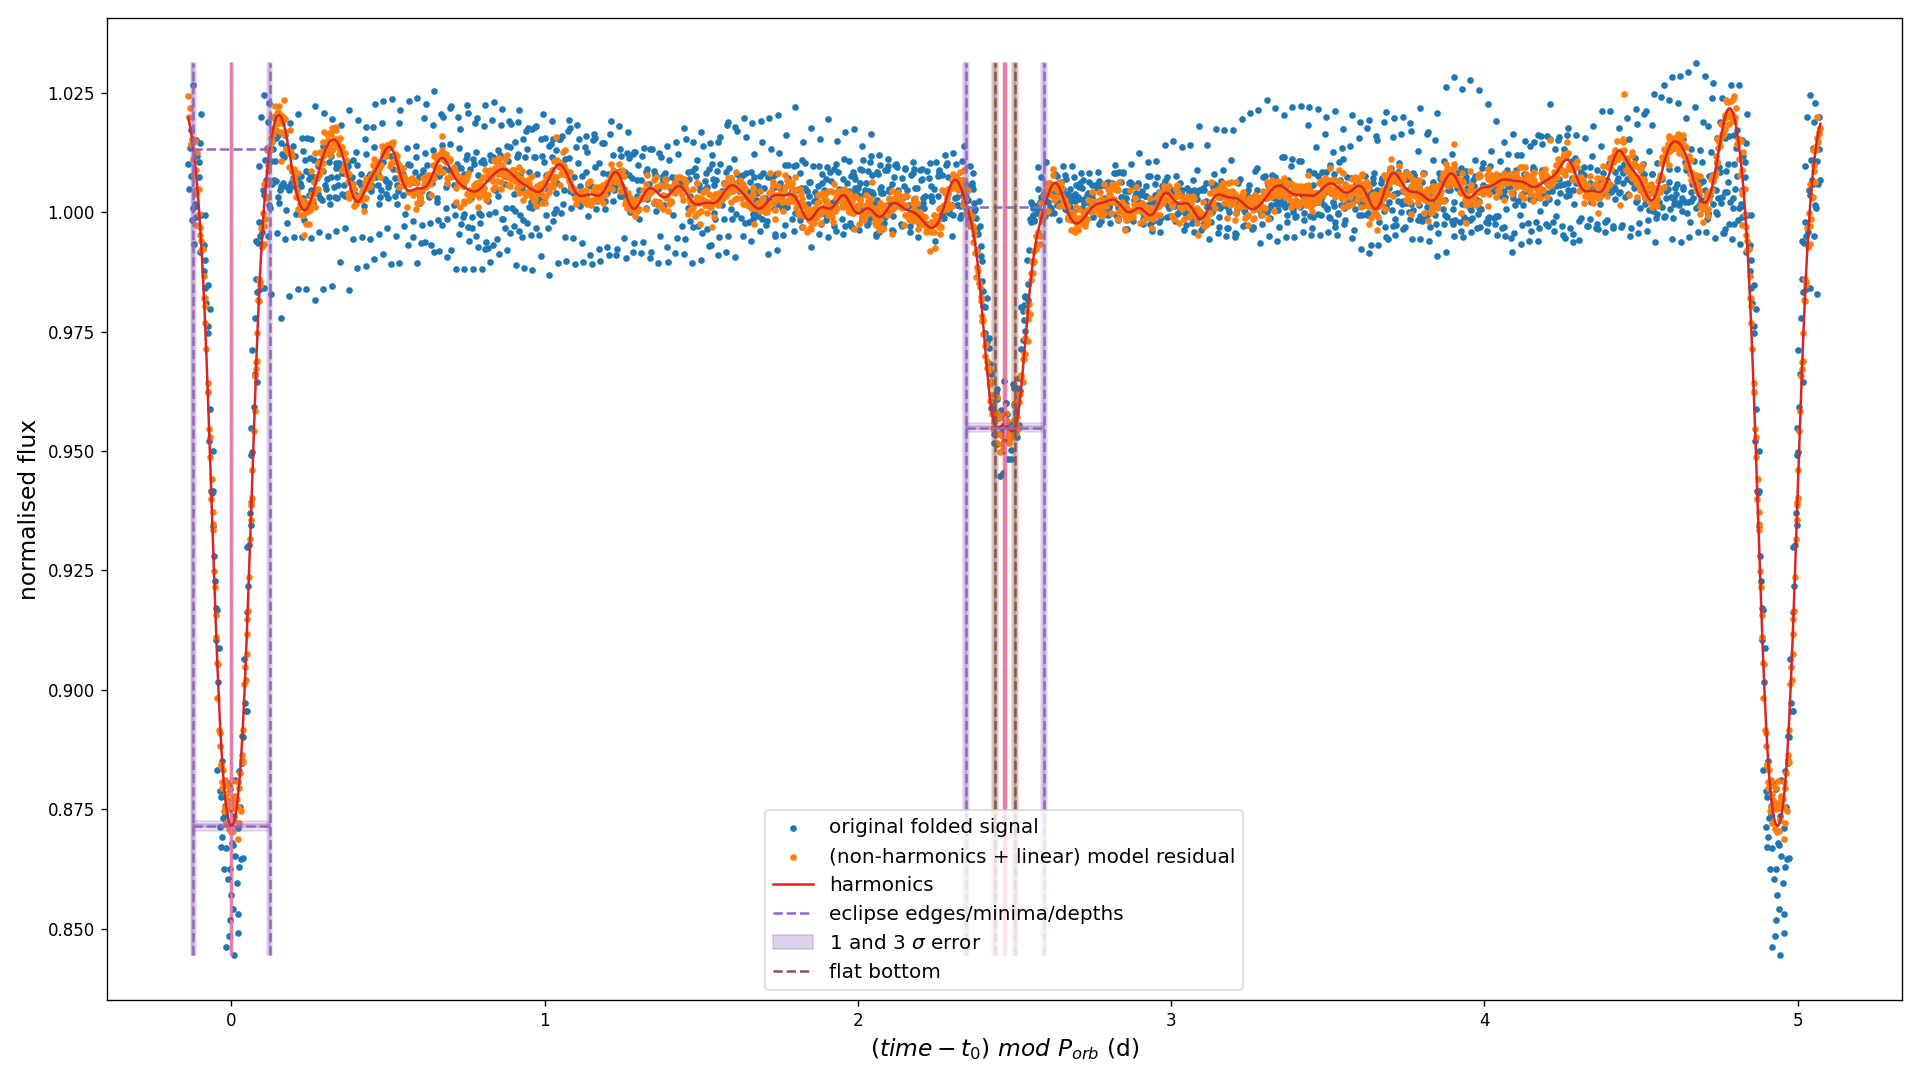 normalised flux
1.025
1.000
0.975
0.950
0.925
0.900
0.875
0.850
original folded signal
(non-harmonics + linear) model residual
harmonics
eclipse edges/minima/depths
1 and 3 σ error
flat bottom
0 1 2 3 4 5
(time − t₀) mod Pₒᵣb (d)